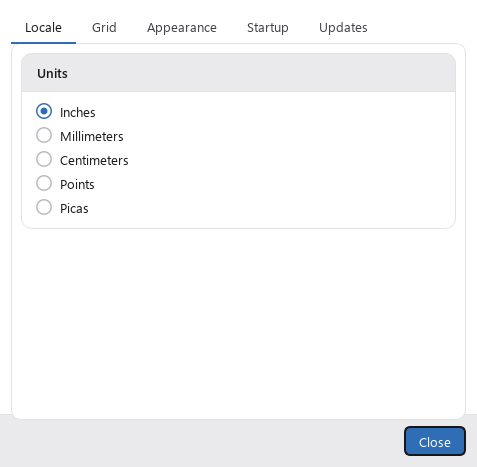 Locale Grid Appearance Startup Updates
Units
Inches
Millimeters
Centimeters
Points
Picas
Close